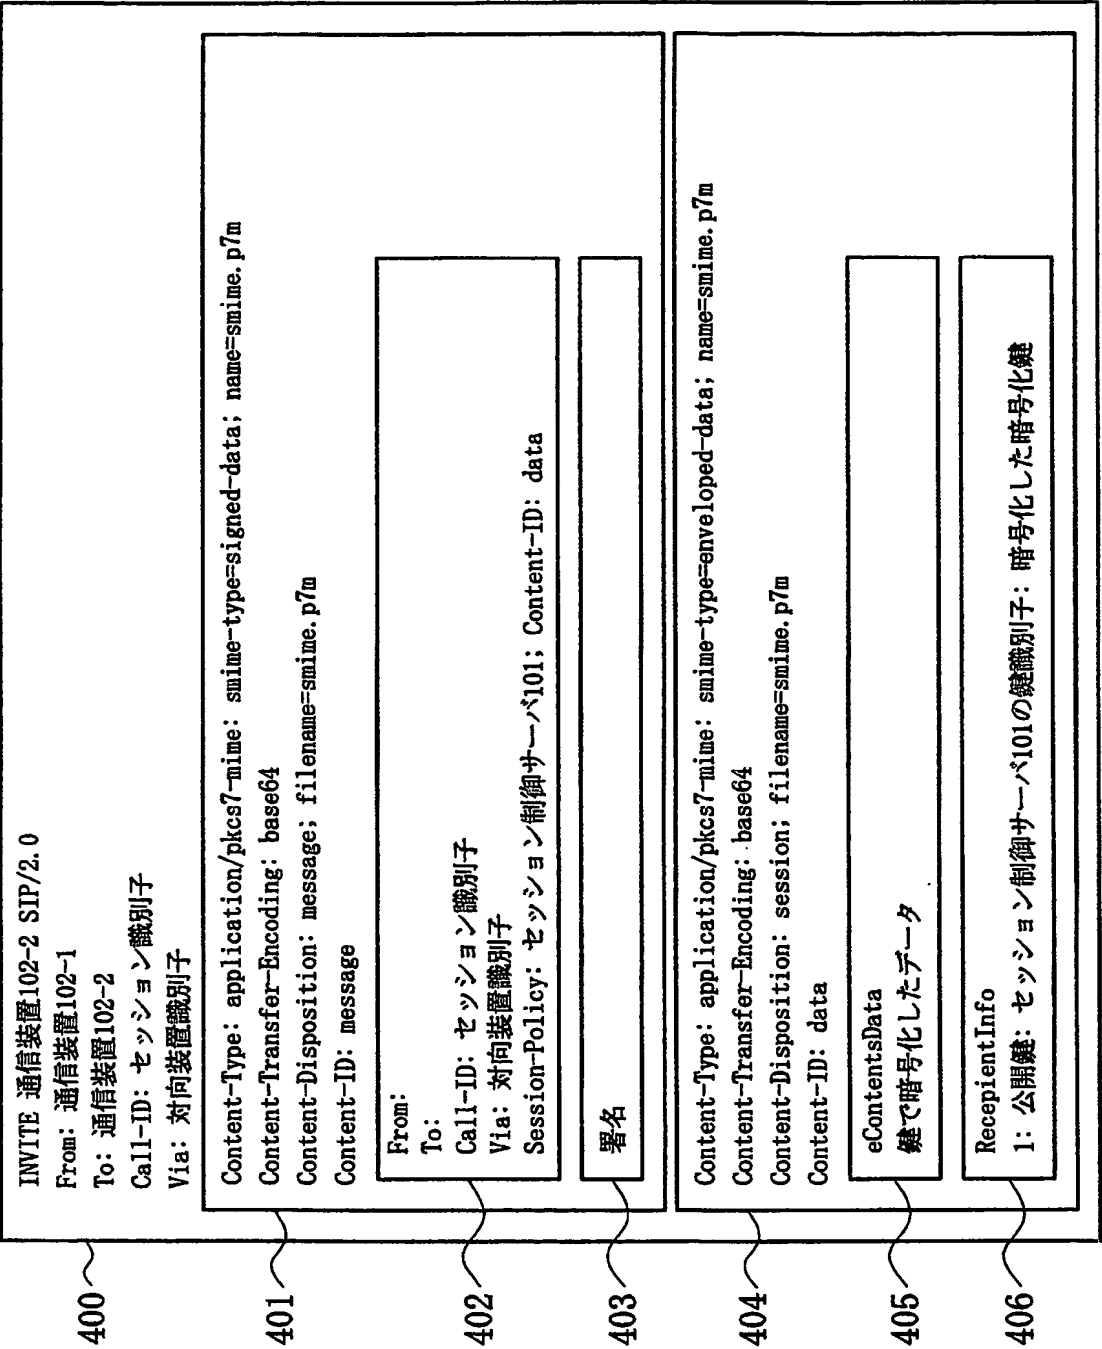 INVITE 通信装置102-2 SIP/2.0
From: 通信装置102-1
To: 通信装置102-2
Call-ID: セッション識別子
Via: 対向装置識別子
Content-Type: application/pkcs7-mime: smime-type=signed-data; name=smime.p7m
Content-Transfer-Encoding: base64
Content-Disposition: message; filename=smime.p7m
Content-ID: message
From:
To:
Call-ID: セッション識別子
Via: 対向装置識別子
Session-Policy: セッション制御サーバ101; Content-ID: data
署名
Content-Type: application/pkcs7-mime: smime-type=enveloped-data; name=smime.p7m
Content-Transfer-Encoding: base64
Content-Disposition: session; filename=smime.p7m
Content-ID: data
eContentsData
鍵で暗号化したデータ
RecepientInfo
1: 公開鍵: セッション制御サーバ101の鍵識別子: 暗号化した暗号化鍵
400
401
402
403
404
405
406